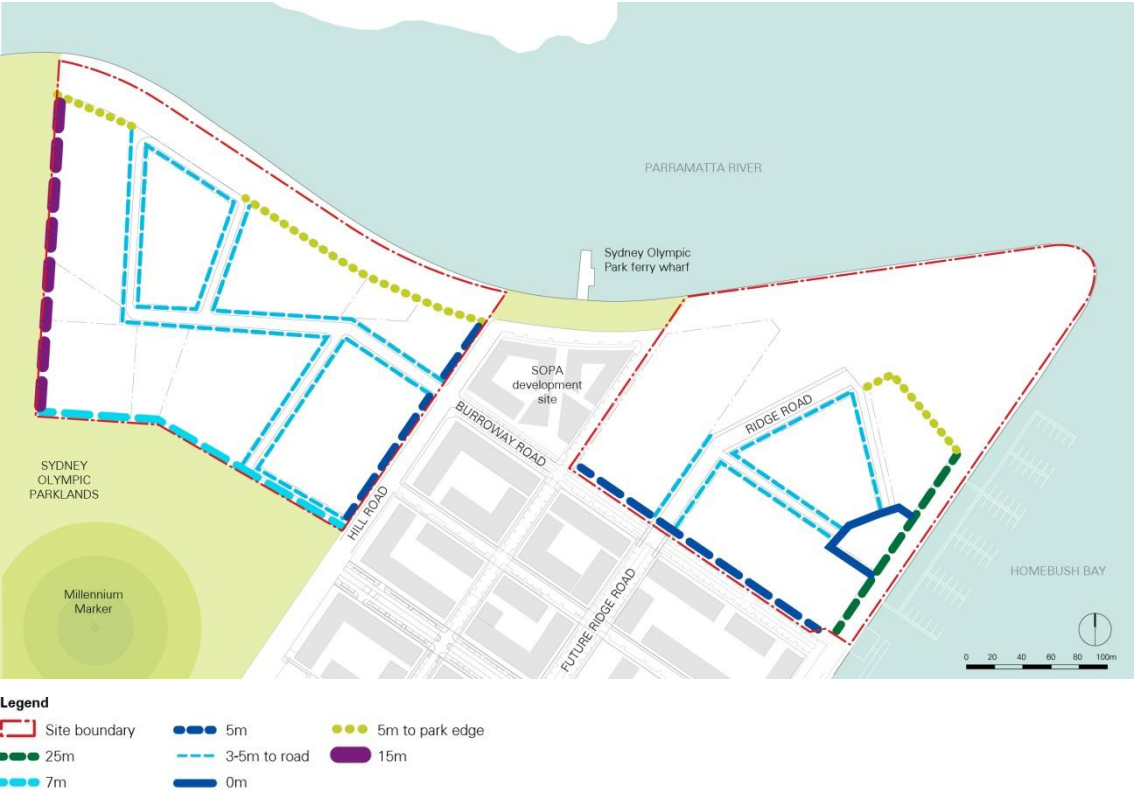 PARRAMATTA RIVER
Sydney Olympic
Park ferry wharf
SOPA
development
site
BURROWAY ROAD
RIDGE ROAD
SYDNEY
OLYMPIC
PARKLANDS
HILL ROAD
HOMEBUSH BAY
Millennium
Marker
FUTURE RIDGE ROAD
0 20 40 60 80 100m
Legend
Site boundary
5m
5m to park edge
25m
3-5m to road
15m
7m
0m